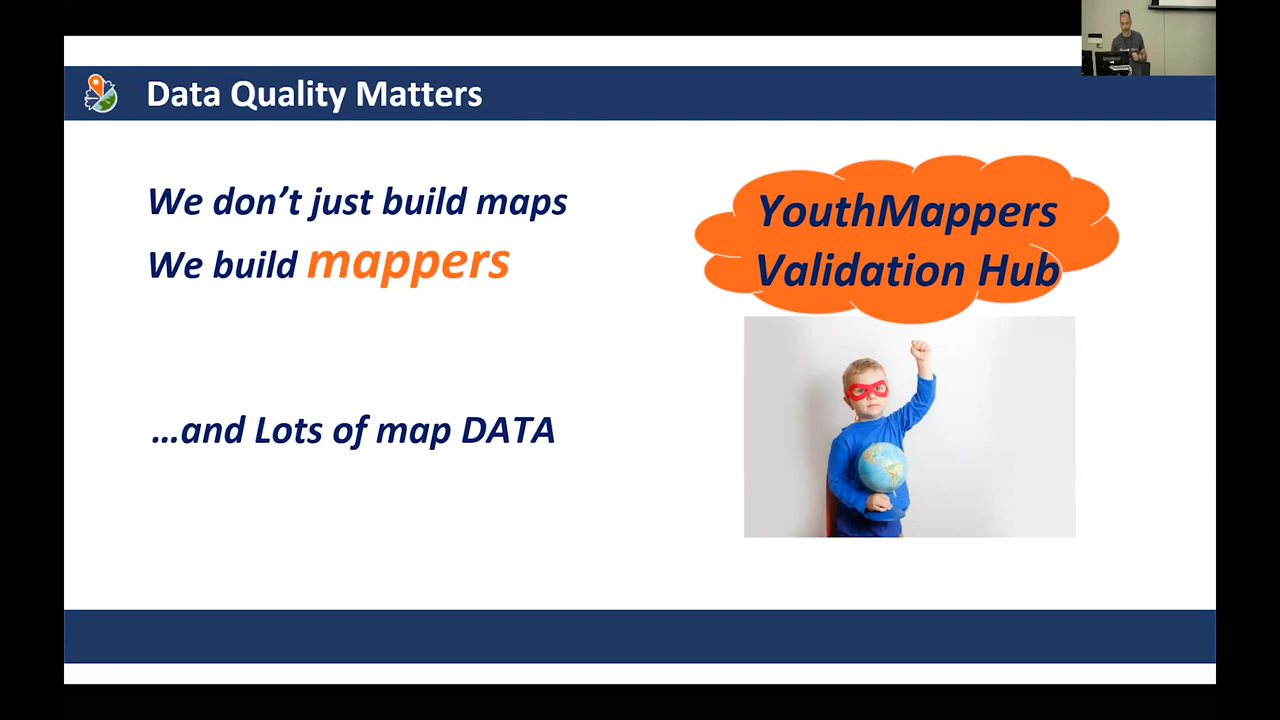 Data Quality Matters
We don't just build maps
We build mappers
...and Lots of map DATA
YouthMappers
Validation Hub